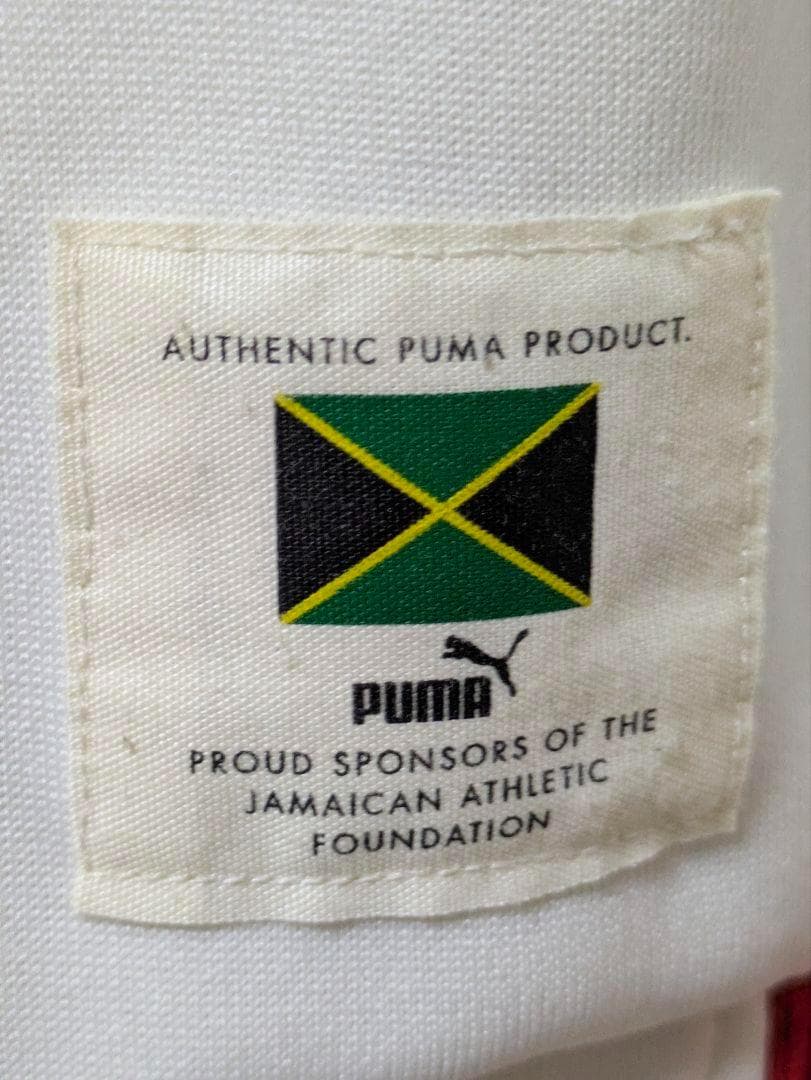 AUTHENTIC PUMA PRODUCT.
PUMA
PROUD SPONSORS OF THE
JAMAICAN ATHLETIC
FOUNDATION